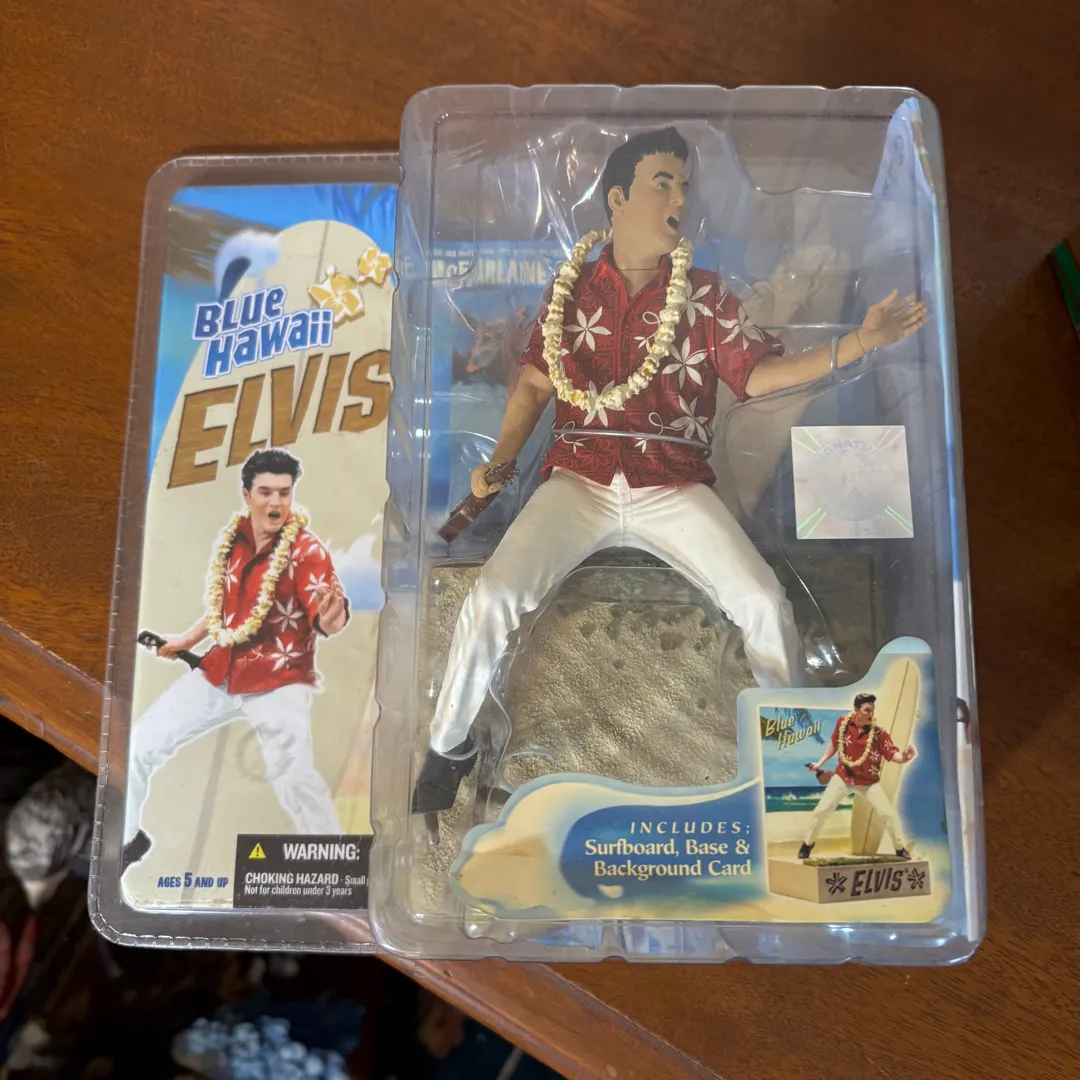 BLUE
HAWAII
ELVIS
AGES 5 AND UP
WARNING:
CHOKING HAZARD - Small
Not for children under 3 years
McFARLANE
Blue
Hawaii
INCLUDES:
Surfboard, Base &
Background Card
ELVIS